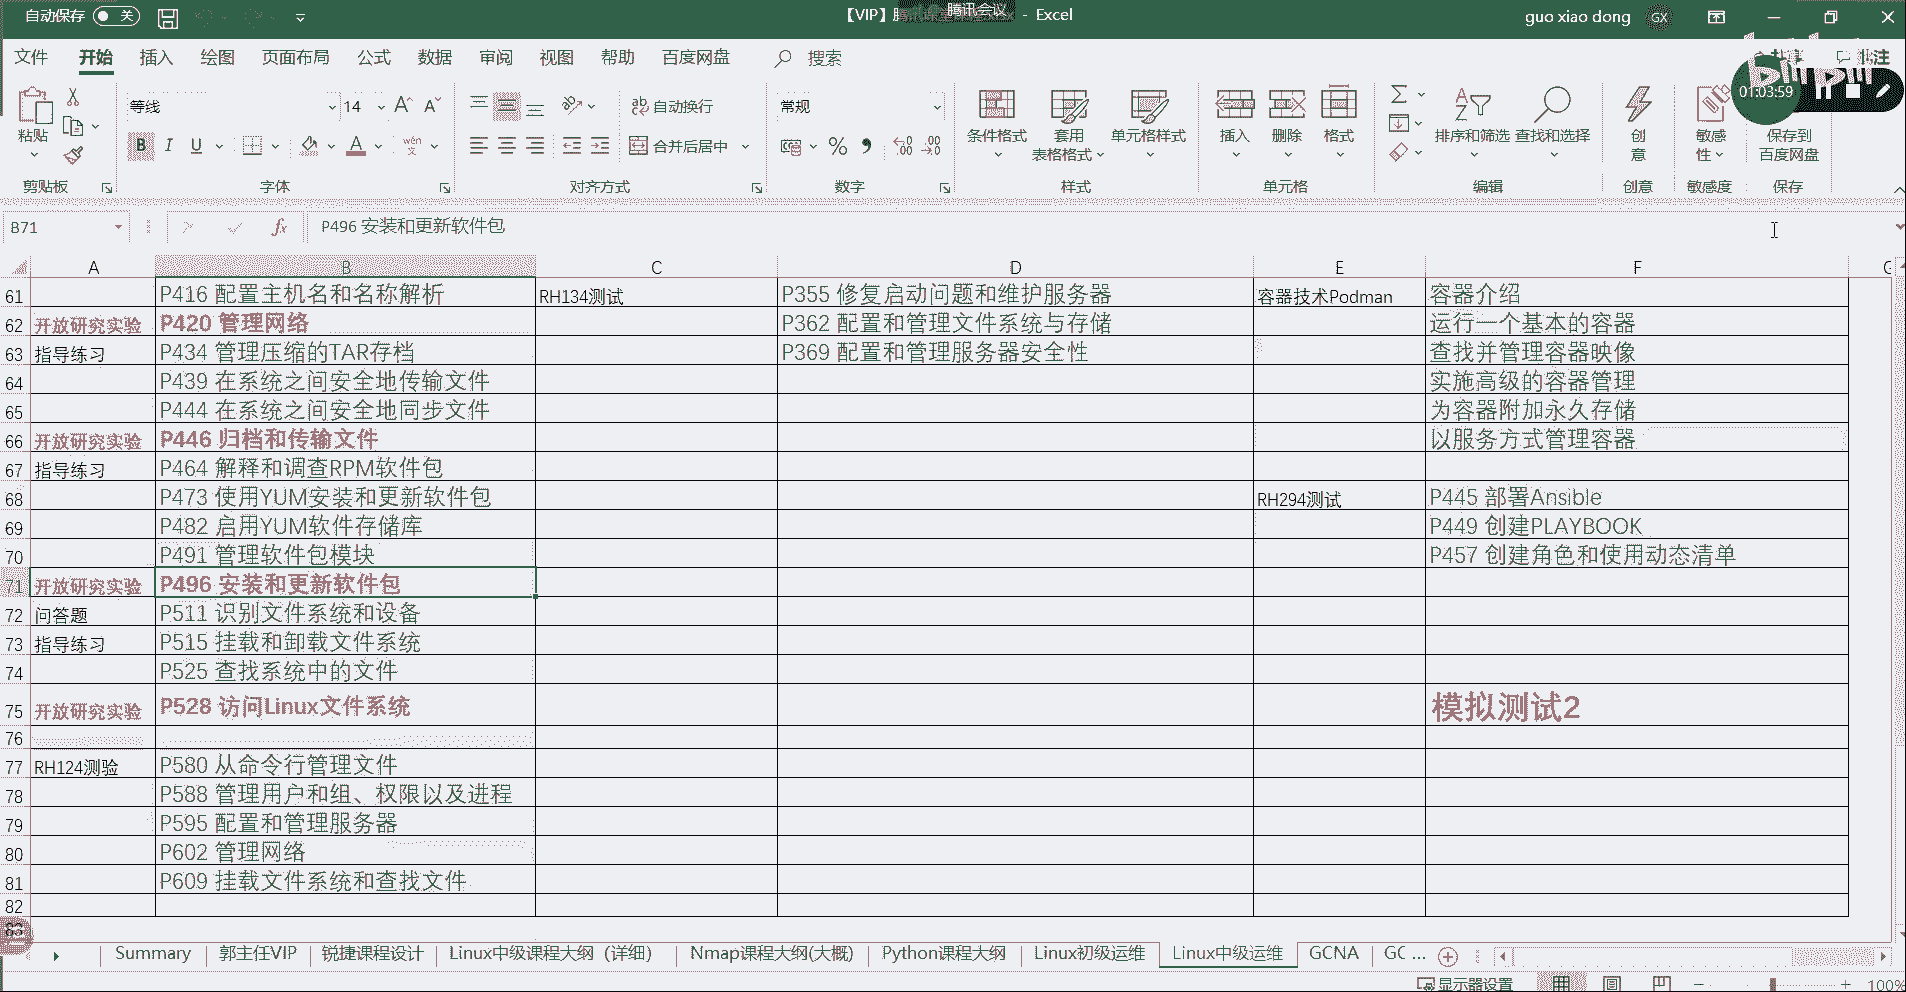 自动保存 关 【VIP】 腾讯会议 - Excel guo xiao dong GX
文件 开始 插入 绘图 页面布局 公式 数据 审阅 视图 帮助 百度网盘 搜索 共享 批注
bilibili
01:03:59
粘贴 等线 14 自动换行 常规 条件格式 套用 单元格样式 插入 删除 格式 排序和筛选 查找和选择 创 敏感 保存到
B I U wén 文 合并后居中 % 表格格式 意 性 百度网盘
剪贴板 字体 对齐方式 数字 样式 单元格 编辑 创意 敏感度 保存
B71 fx P496 安装和更新软件包
A B C D E F G
61 P416 配置主机名和名称解析 RH134测试 P355 修复启动问题和维护服务器 容器技术Podman 容器介绍
62 开放研究实验 P420 管理网络 P362 配置和管理文件系统与存储 运行一个基本的容器
63 指导练习 P434 管理压缩的TAR存档 P369 配置和管理服务器安全性 查找并管理容器映像
64 P439 在系统之间安全地传输文件 实施高级的容器管理
65 P444 在系统之间安全地同步文件 为容器附加永久存储
66 开放研究实验 P446 归档和传输文件 以服务方式管理容器
67 指导练习 P464 解释和调查RPM软件包
68 P473 使用YUM安装和更新软件包 RH294测试 P445 部署Ansible
69 P482 启用YUM软件存储库 P449 创建PLAYBOOK
70 P491 管理软件包模块 P457 创建角色和使用动态清单
71 开放研究实验 P496 安装和更新软件包
72 问答题 P511 识别文件系统和设备
73 指导练习 P515 挂载和卸载文件系统
74 P525 查找系统中的文件
75 开放研究实验 P528 访问Linux文件系统 模拟测试2
76
77 RH124测验 P580 从命令行管理文件
78 P588 管理用户和组、权限以及进程
79 P595 配置和管理服务器
80 P602 管理网络
81 P609 挂载文件系统和查找文件
82
83
Summary 郭主任VIP 锐捷课程设计 Linux中级课程大纲（详细） Nmap课程大纲(大概) Python课程大纲 Linux初级运维 Linux中级运维 GCNA GC ...
显示器设置 100%